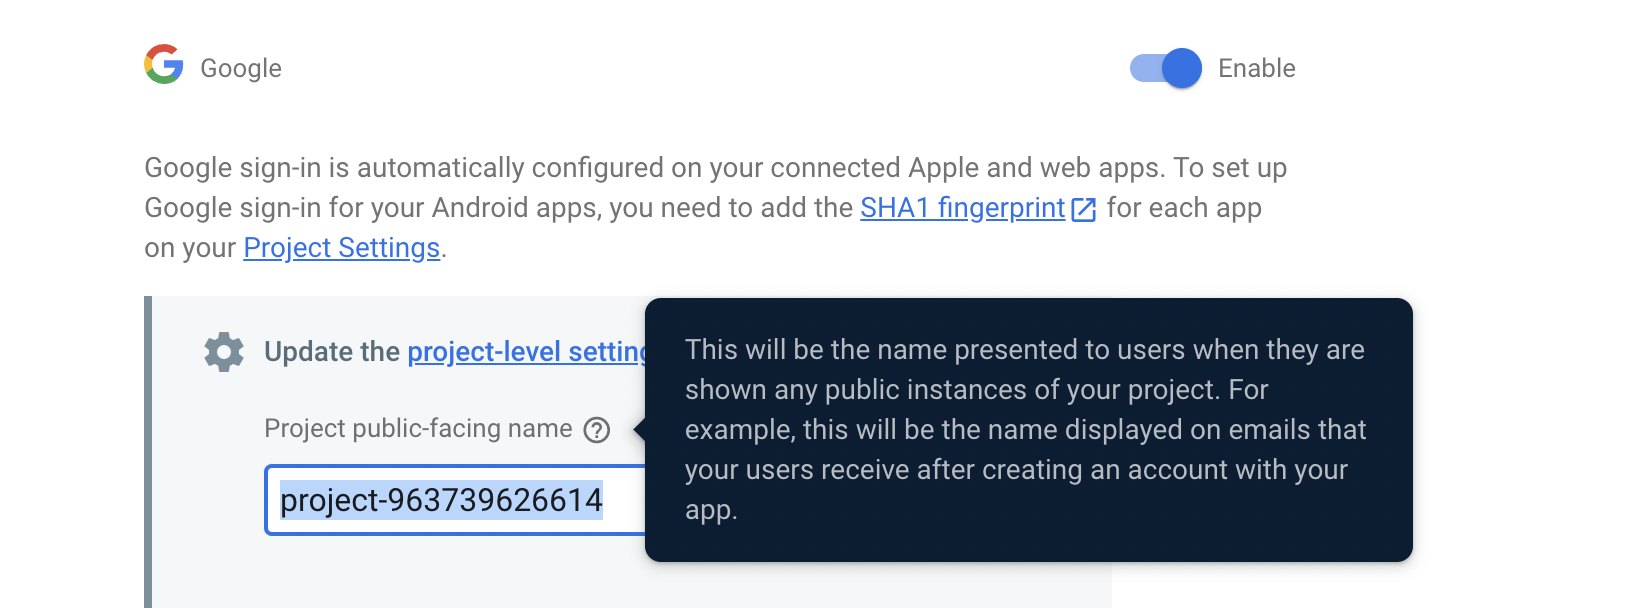 Google
Enable
Google sign-in is automatically configured on your connected Apple and web apps. To set up
Google sign-in for your Android apps, you need to add the SHA1 fingerprint for each app
on your Project Settings.
Update the project-level setting
Project public-facing name
project-963739626614
This will be the name presented to users when they are
shown any public instances of your project. For
example, this will be the name displayed on emails that
your users receive after creating an account with your
app.